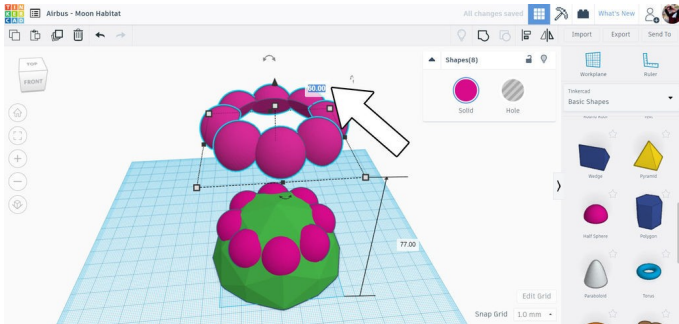 TIN
KER
CAD
Airbus - Moon Habitat
All changes saved
What's New
Import
Export
Send To
TOP
FRONT
60.00
Shapes(8)
Solid
Hole
Workplane
Ruler
Tinkercad
Basic Shapes
Wedge
Pyramid
Half Sphere
Polygon
Paraboloid
Torus
77.00
Edit Grid
Snap Grid 1.0 mm